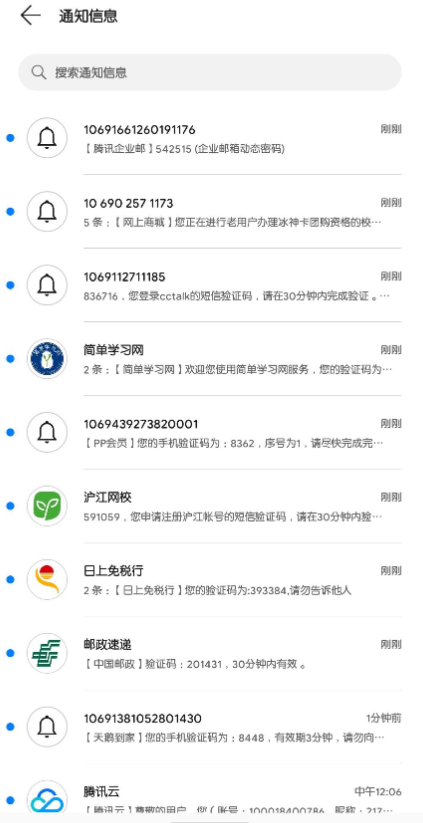 通知信息
搜索通知信息
10691661260191176 刚刚
【腾讯企业邮】542515 (企业邮箱动态密码)
10 690 257 1173 刚刚
5 条：【网上商城】您正在进行老用户办理冰神卡团购资格的校…
1069112711185 刚刚
836716，您登录cctalk的短信验证码，请在30分钟内完成验证 。…
简单学习网 刚刚
2 条：【简单学习网】欢迎您使用简单学习网服务，您的验证码为…
1069439273820001 刚刚
【PP会员】您的手机验证码为：8362，序号为1，请尽快完成完…
沪江网校 刚刚
591059，您申请注册沪江帐号的短信验证码，请在30分钟内验…
日上免税行 刚刚
2 条：【日上免税行】您的验证码为:393384,请勿告诉他人
邮政速递 刚刚
【中国邮政】验证码：201431，30分钟内有效 。
10691381052801430 1分钟前
【天鹅到家】您的手机验证码为：8448，有效期3分钟，请勿向…
腾讯云 中午12:06
【腾讯云】尊敬的用户，您（账号：100018400786，昵称：217…